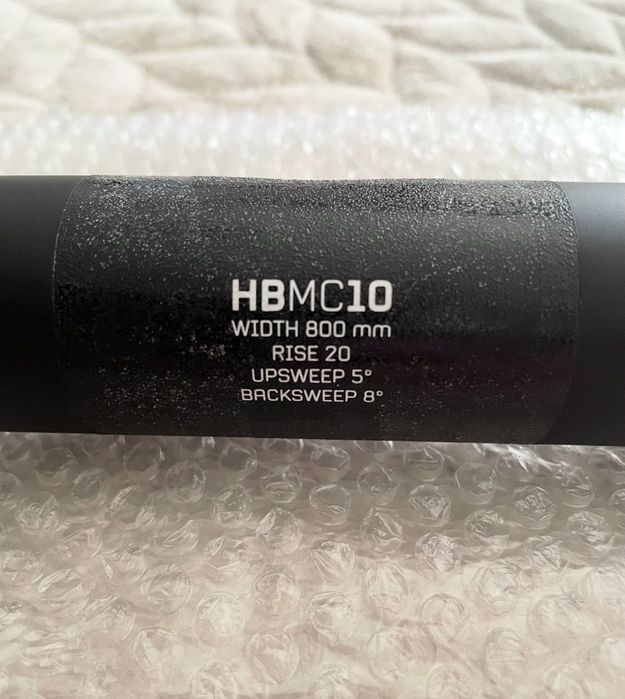 HBMC10
WIDTH 800 mm
RISE 20
UPSWEEP 5°
BACKSWEEP 8°